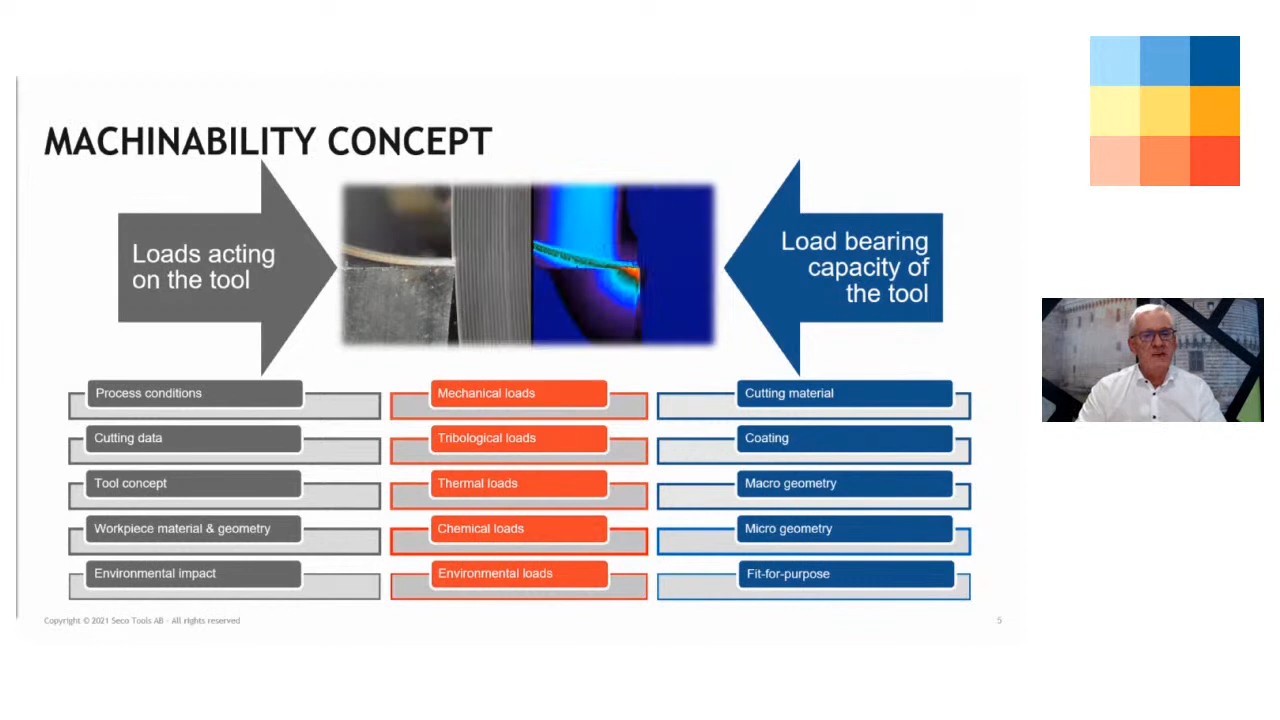 MACHINABILITY CONCEPT
Loads acting
on the tool
Load bearing
capacity of
the tool
Process conditions
Mechanical loads
Cutting material
Cutting data
Tribological loads
Coating
Tool concept
Thermal loads
Macro geometry
Workpiece material & geometry
Chemical loads
Micro geometry
Environmental impact
Environmental loads
Fit-for-purpose
Copyright © 2021 Seco Tools AB - All rights reserved
5